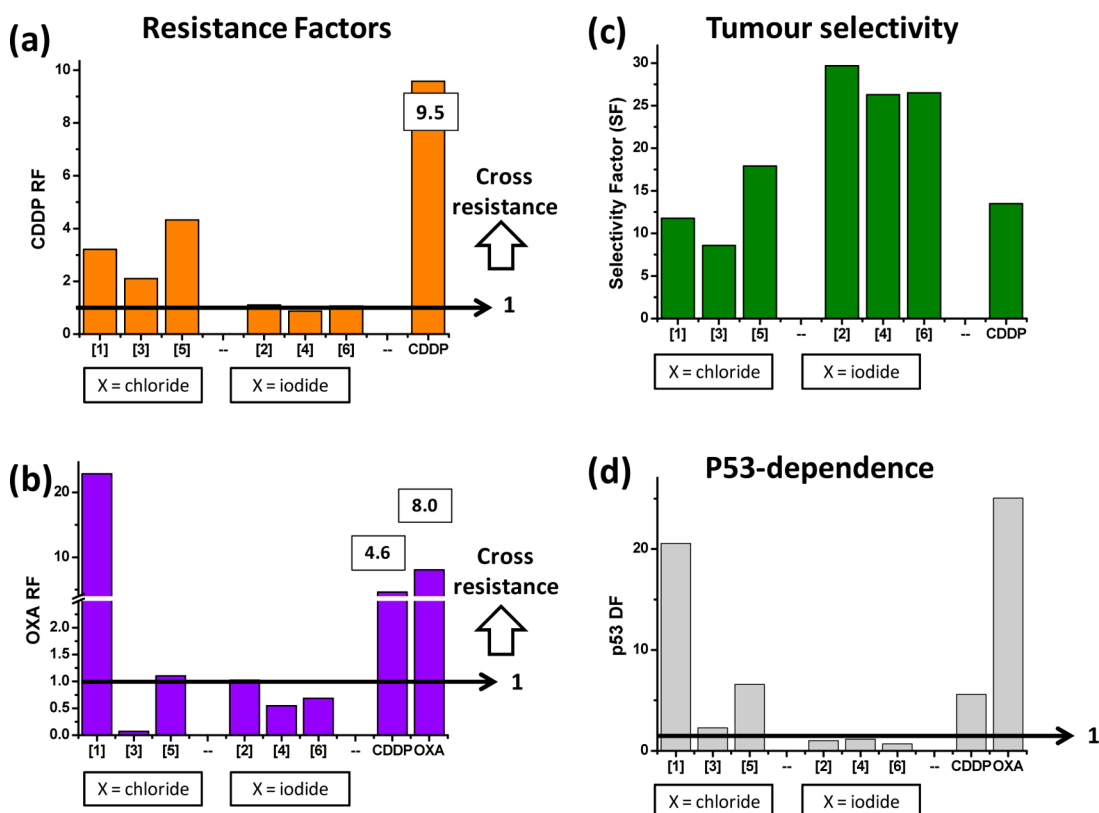 (a)
Resistance Factors
10
8
6
4
2
0
CDDP RF
9.5
Cross
resistance
1
[1] [3] [5] -- [2] [4] [6] -- CDDP
X = chloride
X = iodide
(c)
Tumour selectivity
30
25
20
15
10
5
0
Selectivity Factor (SF)
[1] [3] [5] -- [2] [4] [6] -- CDDP
X = chloride
X = iodide
(b)
20
10
2.0
1.5
1.0
0.5
0.0
OXA RF
4.6
8.0
Cross
resistance
1
[1] [3] [5] -- [2] [4] [6] -- CDDP OXA
X = chloride
X = iodide
(d)
P53-dependence
20
10
0
p53 DF
1
[1] [3] [5] -- [2] [4] [6] -- CDDP OXA
X = chloride
X = iodide